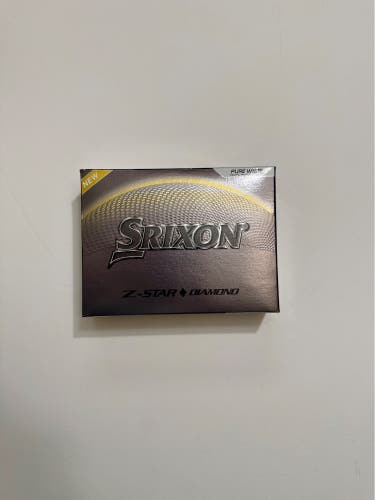 NEW
PURE WHITE
SRIXON
Z-STAR ♦ DIAMOND